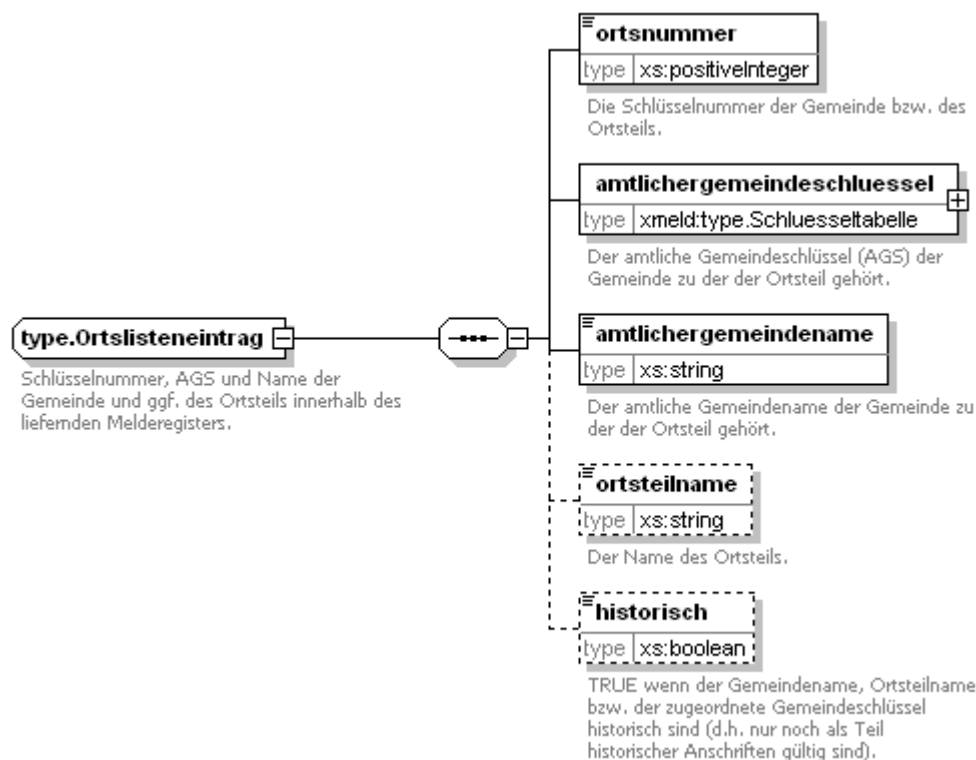 ortsnummer
type xs:positiveInteger
Die Schlüsselnummer der Gemeinde bzw. des
Ortsteils.
amtlichergemeindeschluessel
type xmeld:type.Schluesseltabelle
Der amtliche Gemeindeschlüssel (AGS) der
Gemeinde zu der der Ortsteil gehört.
type.Ortslisteneintrag
Schlüsselnummer, AGS und Name der
Gemeinde und ggf. des Ortsteils innerhalb des
liefernden Melderegisters.
amtlichergemeindename
type xs:string
Der amtliche Gemeindename der Gemeinde zu
der der Ortsteil gehört.
ortsteilname
type xs:string
Der Name des Ortsteils.
historisch
type xs:boolean
TRUE wenn der Gemeindename, Ortsteilname
bzw. der zugeordnete Gemeindeschlüssel
historisch sind (d.h. nur noch als Teil
historischer Anschriften gültig sind).